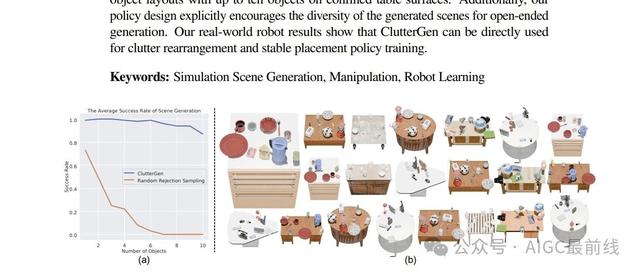 object layouts with up to ten objects on confined table surfaces. Additionally, our
policy design explicitly encourages the diversity of the generated scenes for open-ended
generation. Our real-world robot results show that ClutterGen can be directly used
for clutter rearrangement and stable placement policy training.
Keywords: Simulation Scene Generation, Manipulation, Robot Learning
The Average Success Rate of Scene Generation
1.0
0.8
0.6
0.4
0.2
0.0
Success Rate
ClutterGen
Random Rejection Sampling
2 4 6 8 10
Number of Objects
(a)
(b)
公众号 · AIGC最前线